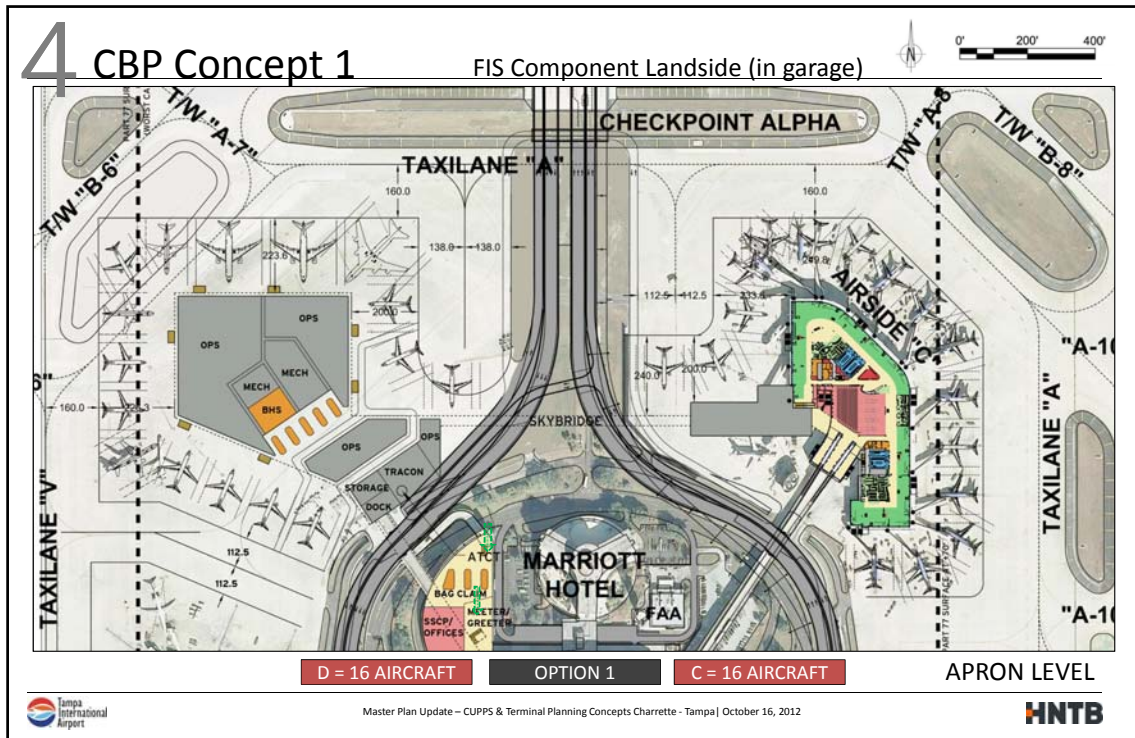 4 CBP Concept 1
FIS Component Landside (in garage)
N
0' 200' 400'
T/W "A-7"
T/W "B-6"
CHECKPOINT ALPHA
TAXILANE "A"
T/W "A-8"
T/W "B-8"
160.0
160.0
138.0 138.0
223.6
249.8
112.5 112.5
200.0
240.0
200.0
AIRSIDE "C"
"A-10
OPS
OPS
MECH
MECH
BHS
160.0
SKYBRIDGE
OPS
OPS
TRACON
STORAGE
DOCK
TAXILANE "V"
TAXILANE "A"
112.5
112.5
ATCT
BAG CLAIM
MEETER/
GREETER
SSCP/
OFFICES
MARRIOTT
HOTEL
FAA
"A-10
D = 16 AIRCRAFT
OPTION 1
C = 16 AIRCRAFT
APRON LEVEL
Tampa
International
Airport
Master Plan Update – CUPPS & Terminal Planning Concepts Charrette - Tampa| October 16, 2012
HNTB